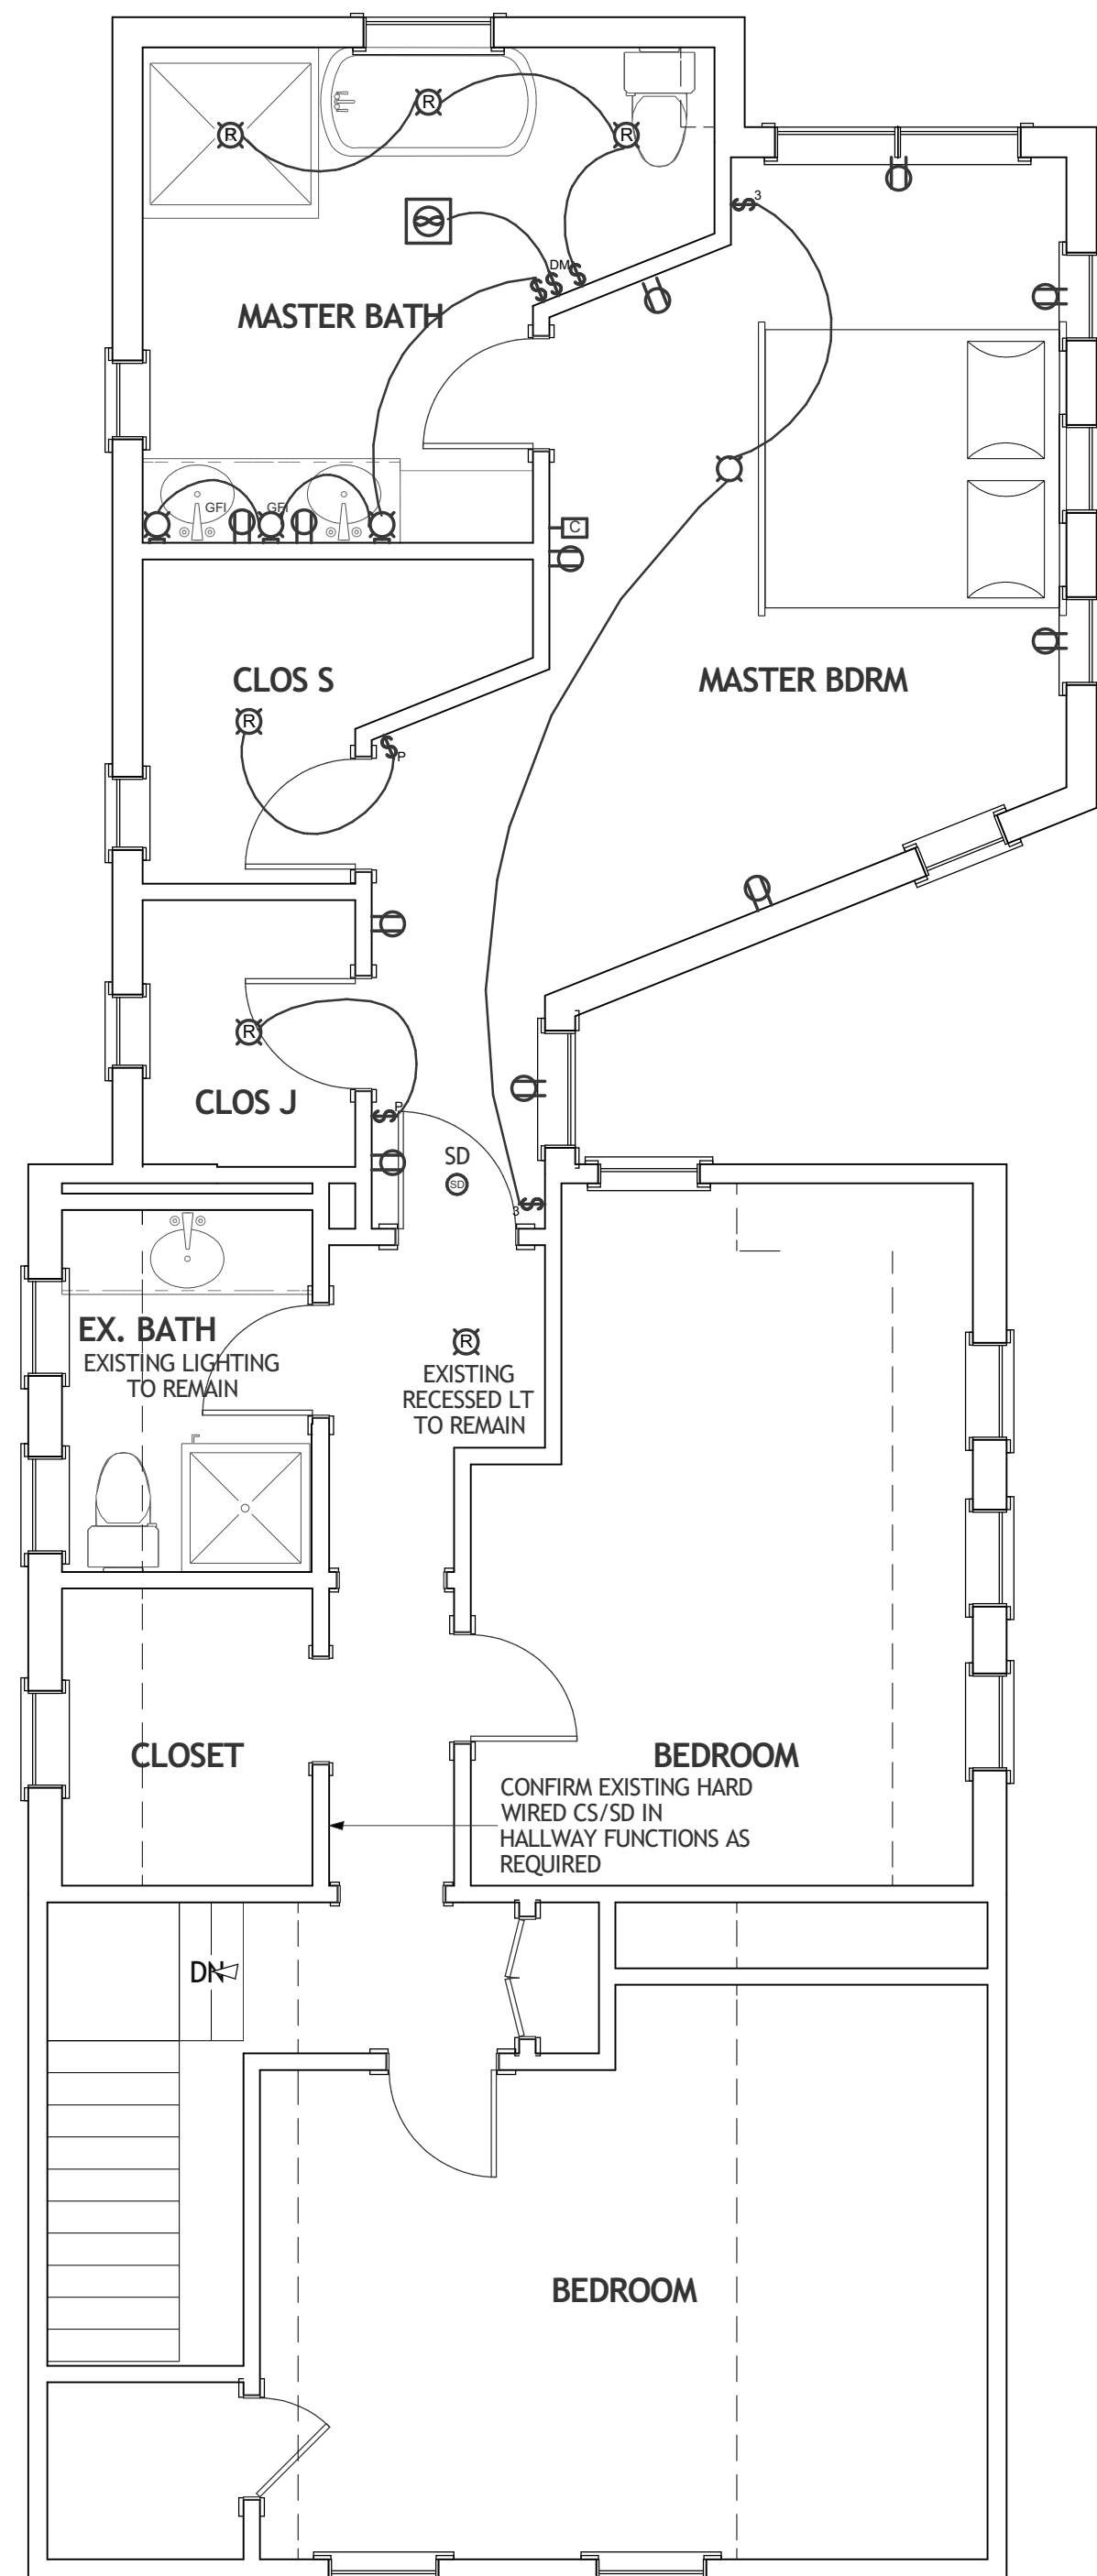 R
R
R
3
DM
$
$
$
$
MASTER BATH
GFI
GFI
C
CLOS S
MASTER BDRM
R
$
P
R
CLOS J
P
$
SD
SD
3
$
EX. BATH
EXISTING LIGHTING
TO REMAIN
R
EXISTING
RECESSED LT
TO REMAIN
CLOSET
BEDROOM
CONFIRM EXISTING HARD
WIRED CS/SD IN
HALLWAY FUNCTIONS AS
REQUIRED
DN
BEDROOM